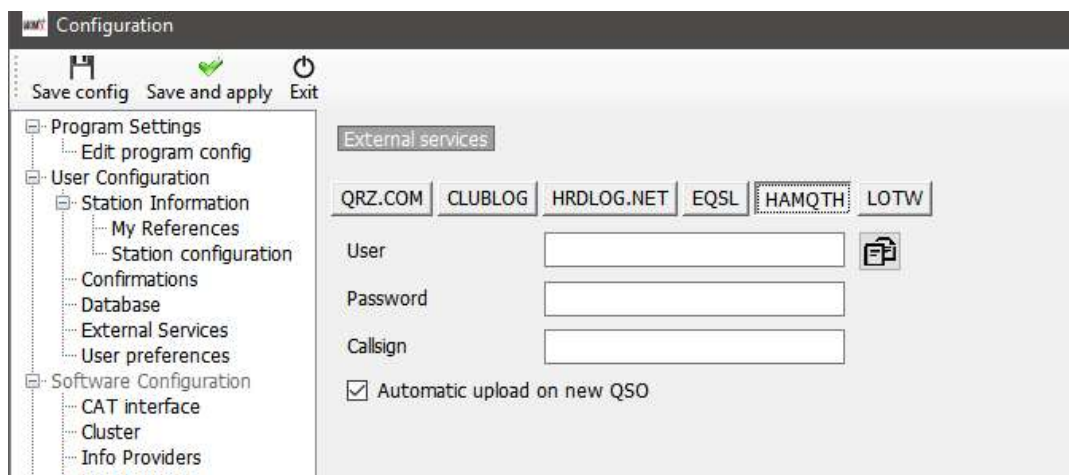 Configuration
Save config Save and apply Exit
Program Settings
Edit program config
User Configuration
Station Information
My References
Station configuration
Confirmations
Database
External Services
User preferences
Software Configuration
CAT interface
Cluster
Info Providers
External services
QRZ.COM CLUBLOG HRDLOG.NET EQSL HAMQTH LOTW
User
Password
Callsign
Automatic upload on new QSO